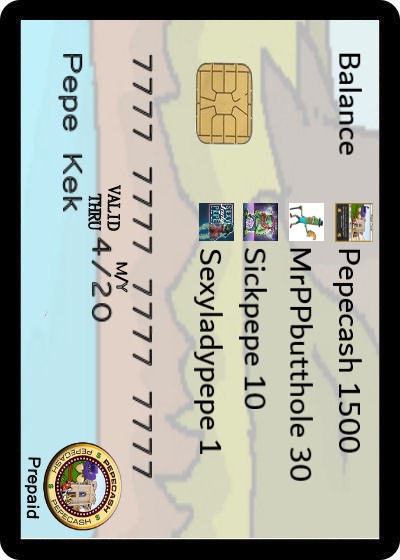 Balance
Pepecash 1500
MrPPbutthole 30
Sickpepe 10
Sexyladypepe 1
7777 7777 7777 7777
M/Y
VALID
THRU 4/20
Pepe Kek
PEPECASH
PEPECASH
PEPECASH
Prepaid